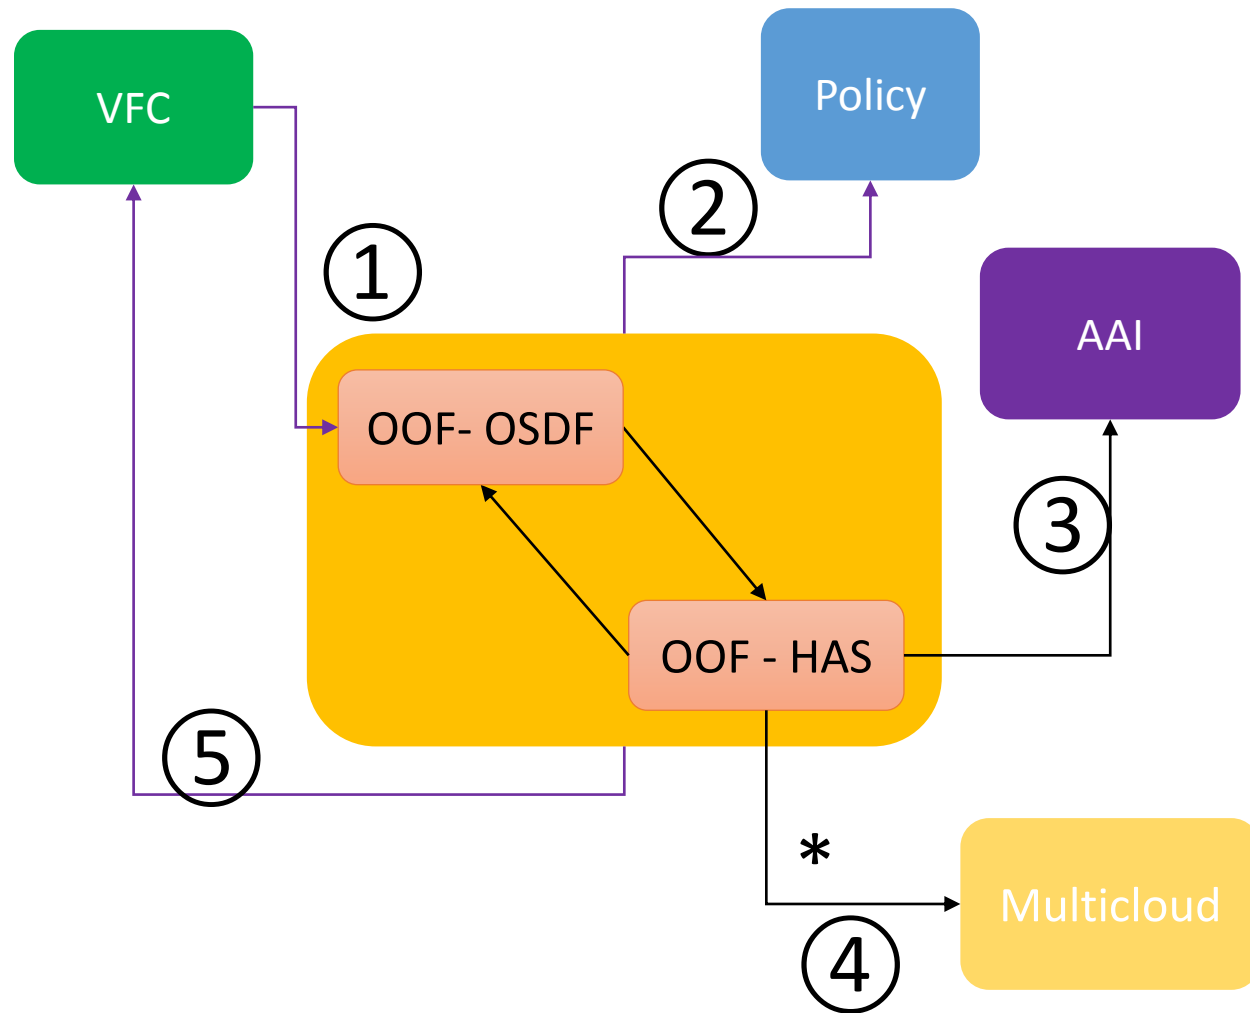 VFC
Policy
②
①
AAI
OOF- OSDF
③
OOF - HAS
⑤
*
Multicloud
④